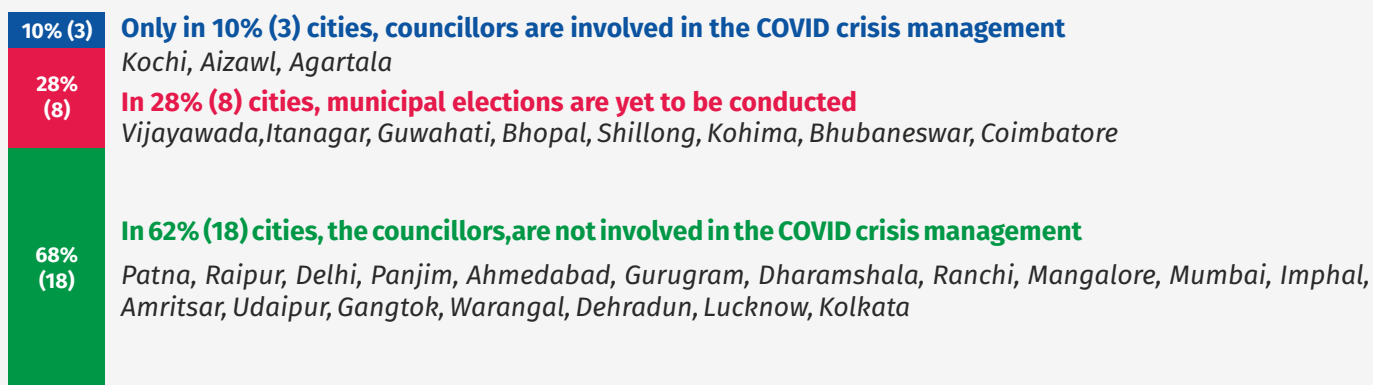 10% (3)
Only in 10% (3) cities, councillors are involved in the COVID crisis management
Kochi, Aizawl, Agartala
28%
(8)
In 28% (8) cities, municipal elections are yet to be conducted
Vijayawada,Itanagar, Guwahati, Bhopal, Shillong, Kohima, Bhubaneswar, Coimbatore
68%
(18)
In 62% (18) cities, the councillors,are not involved in the COVID crisis management
Patna, Raipur, Delhi, Panjim, Ahmedabad, Gurugram, Dharamshala, Ranchi, Mangalore, Mumbai, Imphal,
Amritsar, Udaipur, Gangtok, Warangal, Dehradun, Lucknow, Kolkata